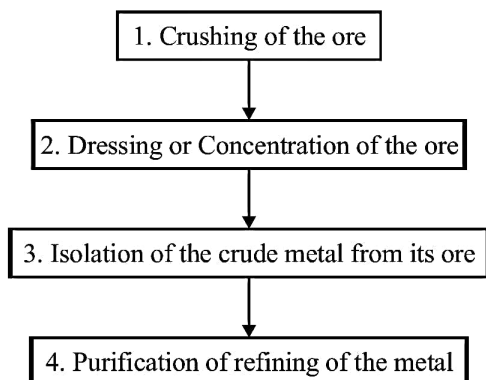 1. Crushing of the ore
2. Dressing or Concentration of the ore
3. Isolation of the crude metal from its ore
4. Purification of refining of the metal